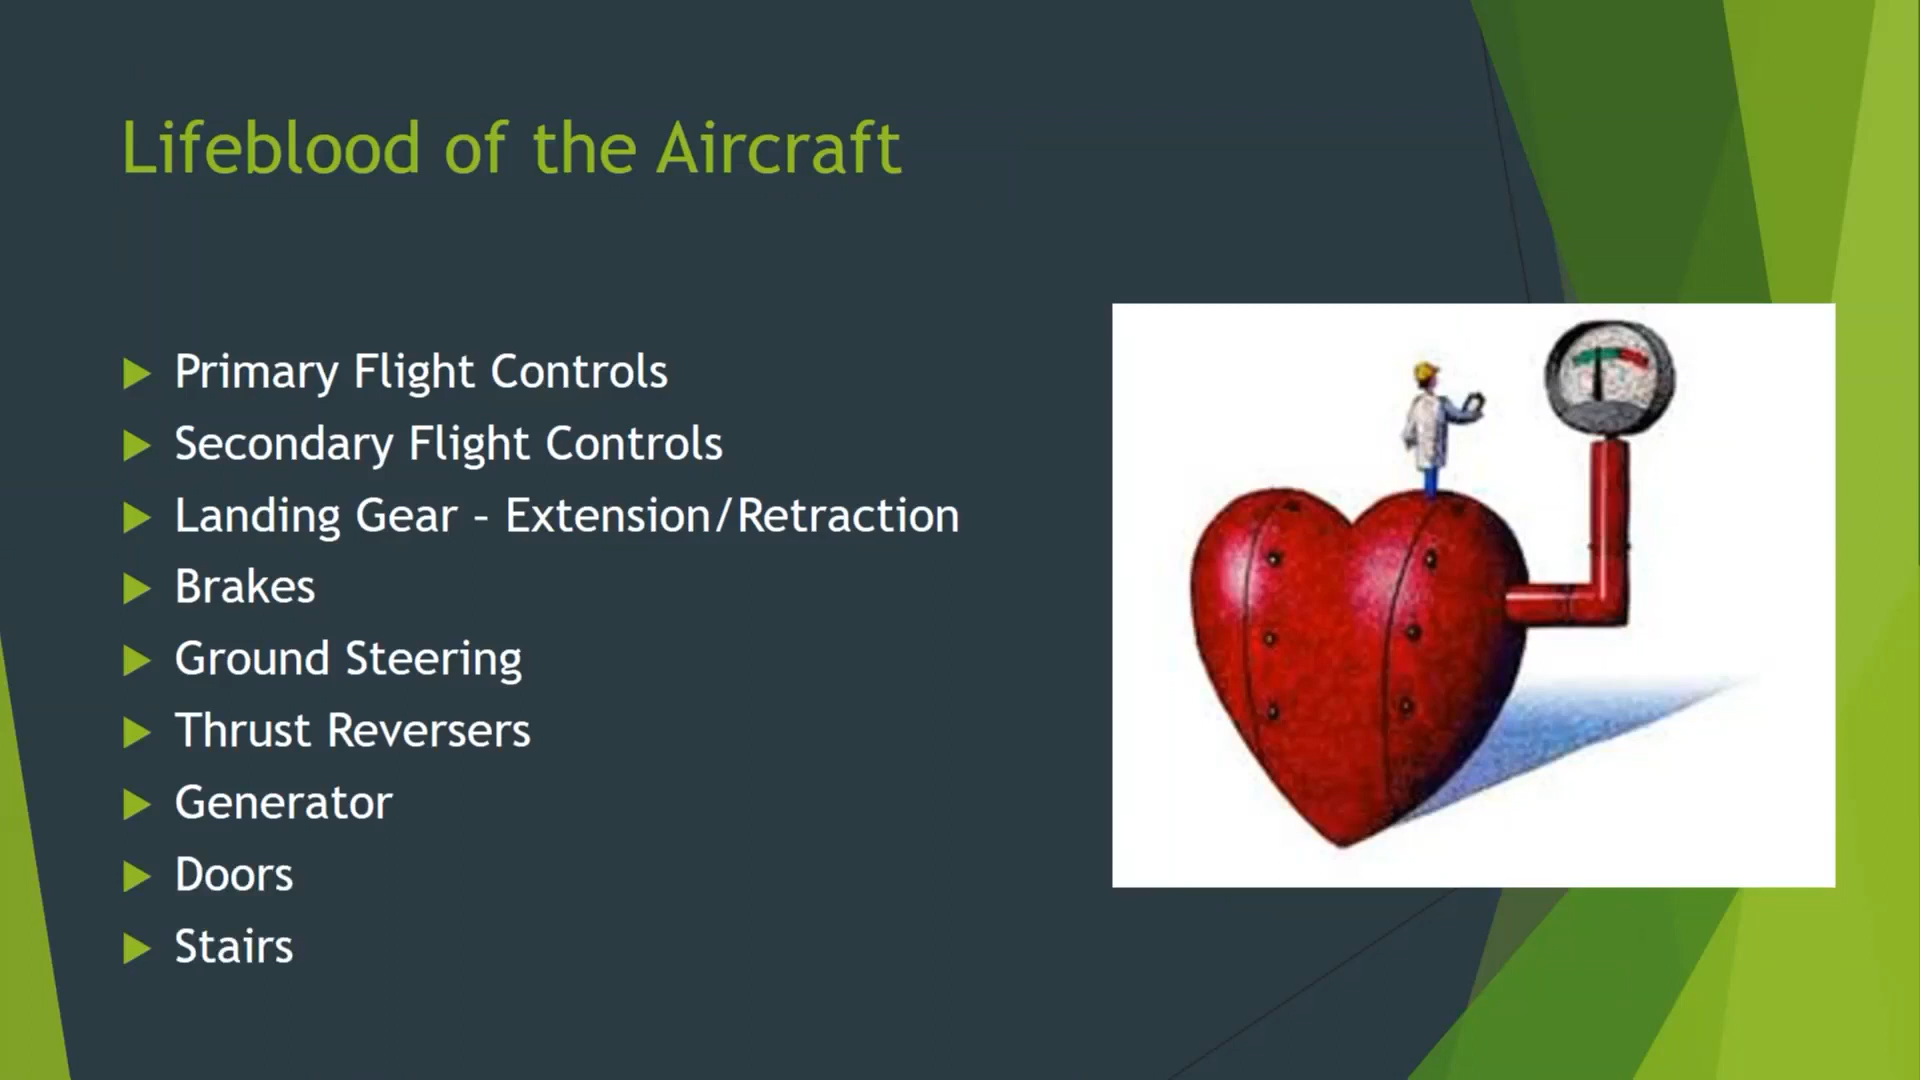 Lifeblood of the Aircraft
Primary Flight Controls
Secondary Flight Controls
Landing Gear – Extension/Retraction
Brakes
Ground Steering
Thrust Reversers
Generator
Doors
Stairs